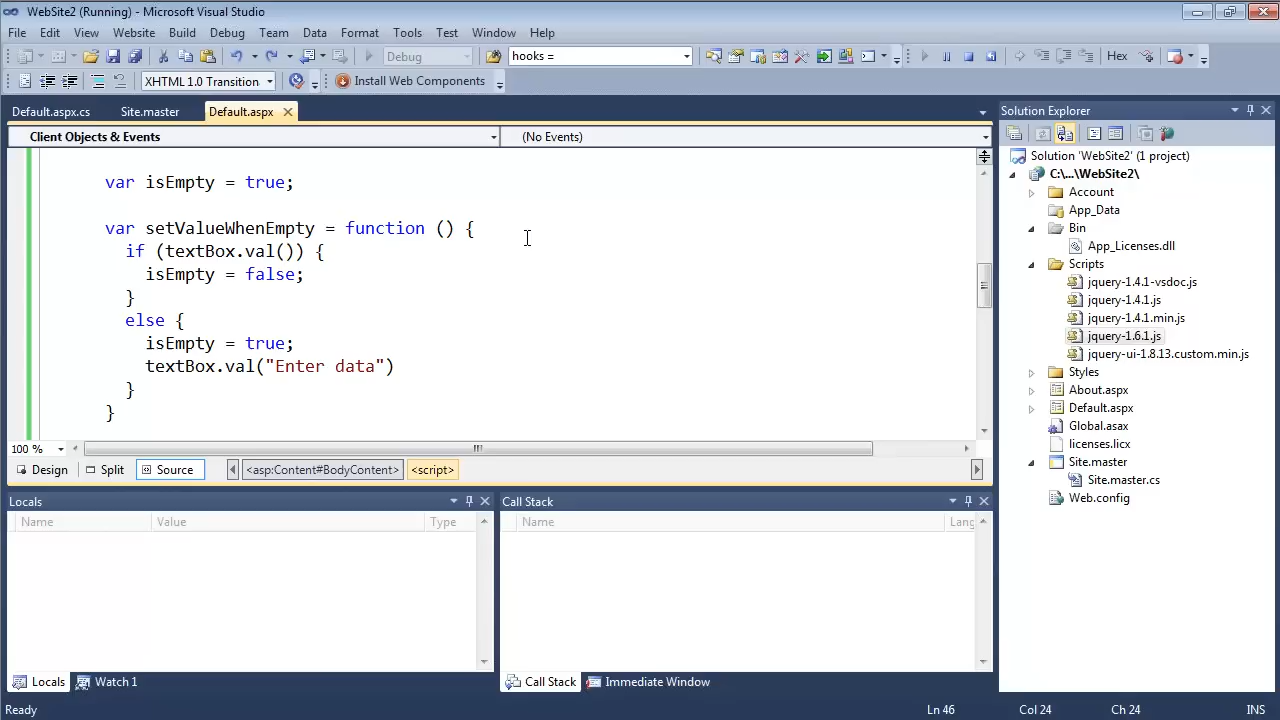 WebSite2 (Running) - Microsoft Visual Studio
File Edit View Website Build Debug Team Data Format Tools Test Window Help
Debug hooks = Hex
XHTML 1.0 Transition Install Web Components
Default.aspx.cs Site.master Default.aspx
Client Objects & Events (No Events)
var isEmpty = true;
var setValueWhenEmpty = function () {
if (textBox.val()) {
isEmpty = false;
}
else {
isEmpty = true;
textBox.val("Enter data")
}
}
100 %
Design Split Source <asp:Content#BodyContent> <script>
Locals
Name Value Type
Locals Watch 1
Call Stack
Name Lang
Call Stack Immediate Window
Solution Explorer
Solution 'WebSite2' (1 project)
C:\...\WebSite2\
Account
App_Data
Bin
App_Licenses.dll
Scripts
jquery-1.4.1-vsdoc.js
jquery-1.4.1.js
jquery-1.4.1.min.js
jquery-1.6.1.js
jquery-ui-1.8.13.custom.min.js
Styles
About.aspx
Default.aspx
Global.asax
licenses.licx
Site.master
Site.master.cs
Web.config
Ready Ln 46 Col 24 Ch 24 INS